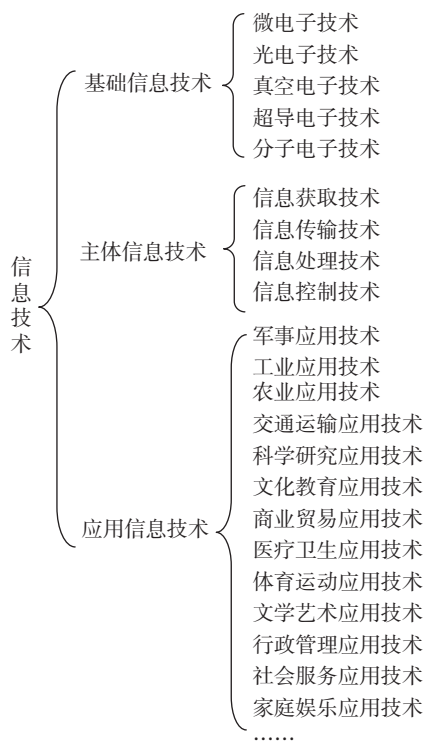 信息技术
基础信息技术
微电子技术
光电子技术
真空电子技术
超导电子技术
分子电子技术
主体信息技术
信息获取技术
信息传输技术
信息处理技术
信息控制技术
应用信息技术
军事应用技术
工业应用技术
农业应用技术
交通运输应用技术
科学研究应用技术
文化教育应用技术
商业贸易应用技术
医疗卫生应用技术
体育运动应用技术
文学艺术应用技术
行政管理应用技术
社会服务应用技术
家庭娱乐应用技术
……